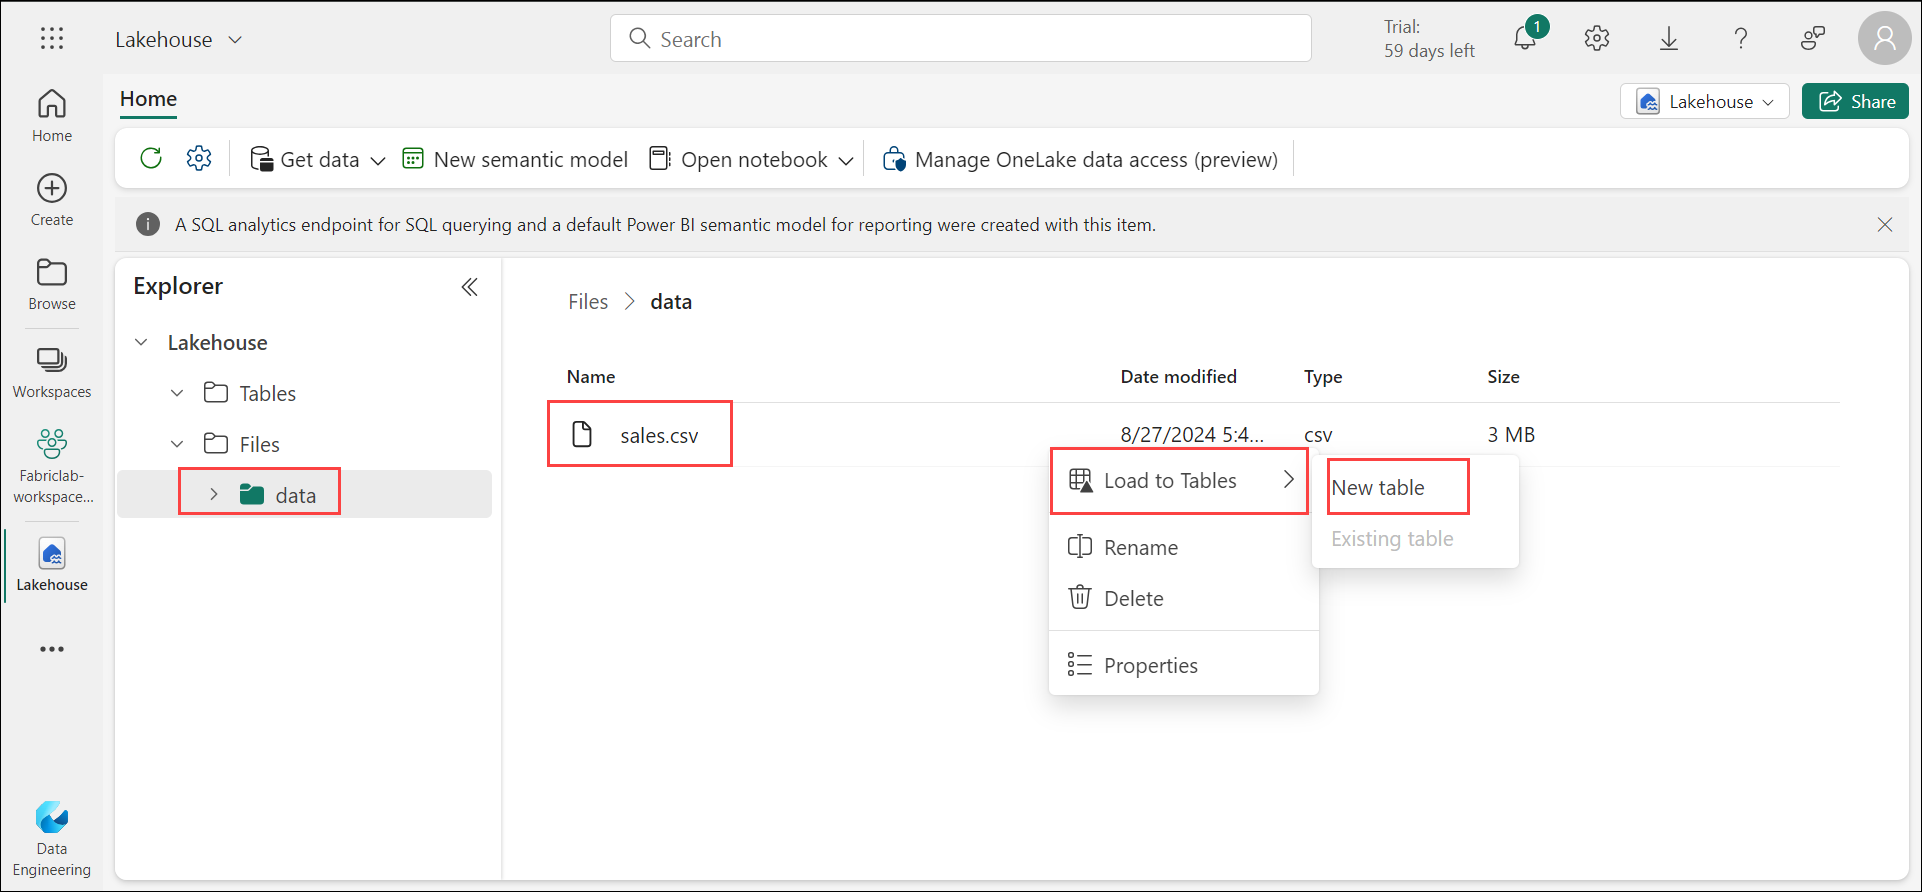 Lakehouse
Search
Trial:
59 days left
1
Home
Lakehouse
Share
Get data
New semantic model
Open notebook
Manage OneLake data access (preview)
A SQL analytics endpoint for SQL querying and a default Power BI semantic model for reporting were created with this item.
Home
Create
Browse
Workspaces
Fabriclab-
workspace...
Lakehouse
Data
Engineering
Explorer
Lakehouse
Tables
Files
data
Files > data
Name Date modified Type Size
sales.csv 8/27/2024 5:4... csv 3 MB
Load to Tables
Rename
Delete
Properties
New table
Existing table